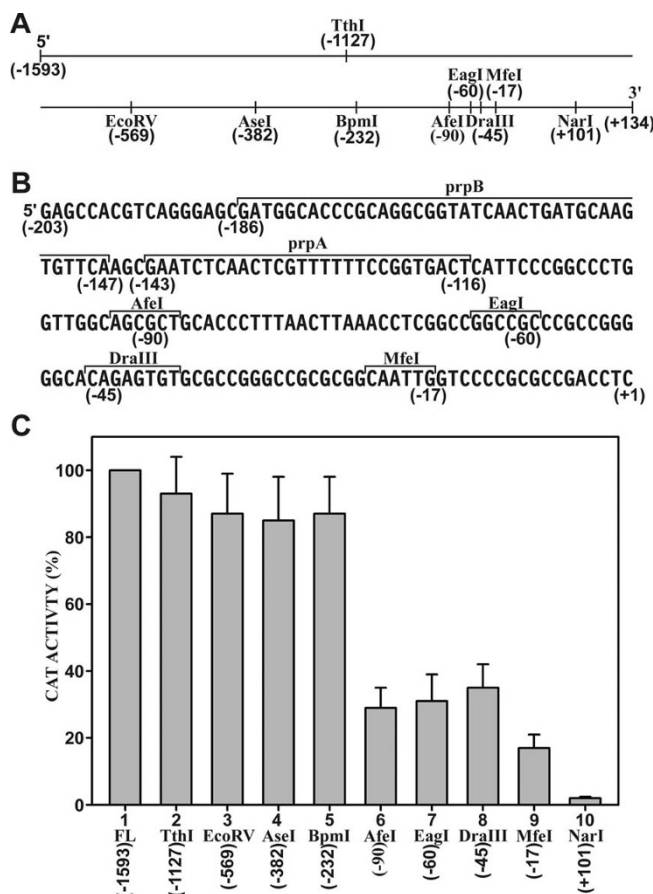 A
TthI
5'
(-1127)
(-1593)
EagI MfeI
(-60) (-17)
3'
EcoRV AseI BpmI AfeI DraIII NarI (+134)
(-569) (-382) (-232) (-90) (-45) (+101)
B
prpB
5' GAGCCACGTCAGGGAGCGATGGCACCCGCAGGCGGTATCAACTGATGCAAG
(-203) (-186)
prpA
TGTTCAAGCGAATCTCAACTCGTTTTTTCCGGTGACTCATTCCCGGCCCTG
(-147) (-143) (-116)
AfeI EagI
GTTGGCAGCGCTGCACCCTTTAACTTAAACCTCGGCCGGCCGCCCGCCGGG
(-90) (-60)
DraIII MfeI
GGCACAGAGTGTGCGCCGGGCCGCGCGGCAATTGGTCCCCGCGCCGACCTC
(-45) (-17) (+1)
C
CAT ACTIVTY (%)
100
80
60
40
20
0
1 2 3 4 5 6 7 8 9 10
FL TthI EcoRV AseI BpmI AfeI EagI DraIII MfeI NarI
(-1593) (-1127) (-569) (-382) (-232) (-90) (-60) (-45) (-17) (+101)